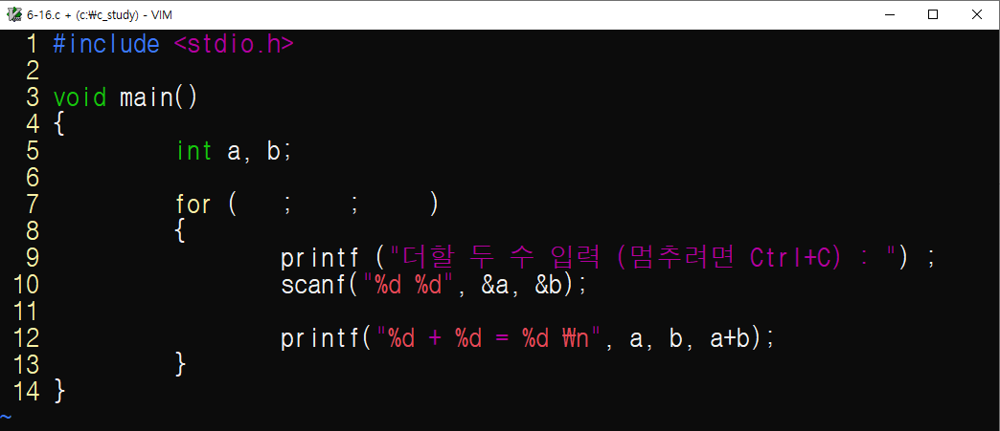 6-16.c + (c:₩c_study) - VIM
1 #include <stdio.h>
2
3 void main()
4 {
5 int a, b;
6
7 for ( ; ; )
8 {
9 printf ("더할 두 수 입력 (멈추려면 Ctrl+C) : ") ;
10 scanf("%d %d", &a, &b);
11
12 printf("%d + %d = %d ₩n", a, b, a+b);
13 }
14 }
~